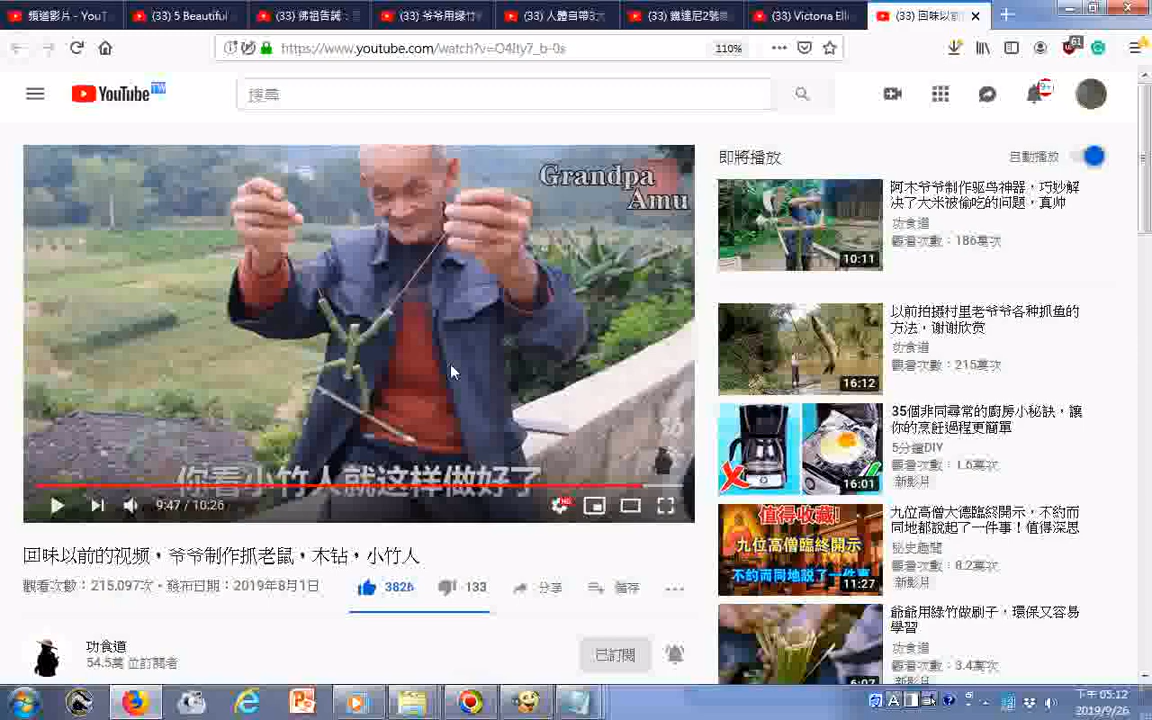 頻道影片 - YouT
(33) 5 Beautiful
(33) 佛祖告誡：
(33) 爷爷用绿竹
(33) 人體自帶3
(33) 鐵達尼2號
(33) Victoria Ell
(33) 回味以前
https://www.youtube.com/watch?v=O4Ity7_b-0s
110%
61
YouTube TW
搜尋
9+
Grandpa
Amu
你看小竹人就这样做好了
9:47 / 10:26
HD
回味以前的视频，爷爷制作抓老鼠，木钻，小竹人
觀看次數：215,097次 • 發布日期：2019年8月1日
3826
133
分享
儲存
功食道
54.5萬 位訂閱者
已訂閱
即將播放
自動播放
阿木爷爷制作驱鸟神器，巧妙解
决了大米被偷吃的问题，真帅
功食道
觀看次數：186萬次
10:11
以前拍摄村里老爷爷各种抓鱼的
方法，谢谢欣赏
功食道
觀看次數：215萬次
16:12
35個非同尋常的廚房小秘訣，讓
你的烹飪過程更簡單
5分鐘DIY
觀看次數：1.6萬次
新影片
16:01
九位高僧大德臨終開示，不約而
同地都說起了一件事！值得深思
秘史趣聞
觀看次數：8.2萬次
新影片
值得收藏!
九位高僧臨終開示
不約而同地説了一件事
11:27
爺爺用綠竹做刷子，環保又容易
學習
功食道
觀看次數：3.4萬次
6:07
下午 05:12
2019/9/26